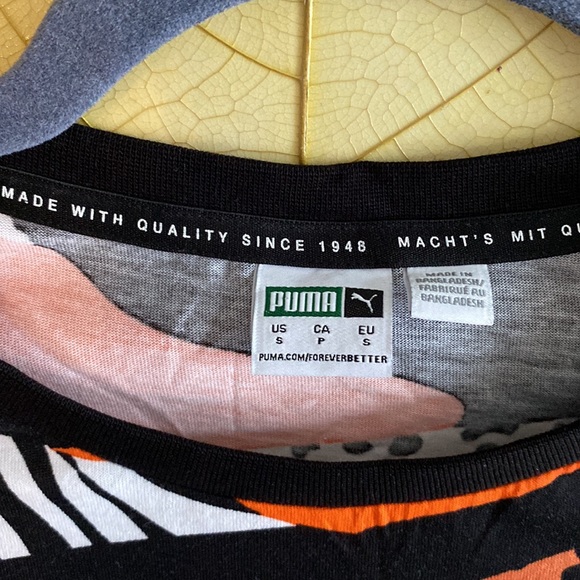 MADE WITH QUALITY SINCE 1948 MACHT'S MIT
PUMA
US CA EU
S P S
PUMA.COM/FOREVERBETTER
MADE IN
BANGLADESH/
FABRIQUÉ AU
BANGLADESH